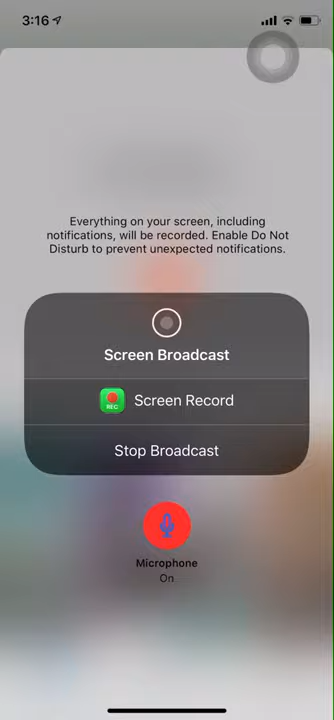 3:16
Everything on your screen, including
notifications, will be recorded. Enable Do Not
Disturb to prevent unexpected notifications.
Screen Broadcast
REC
Screen Record
Stop Broadcast
Microphone
On